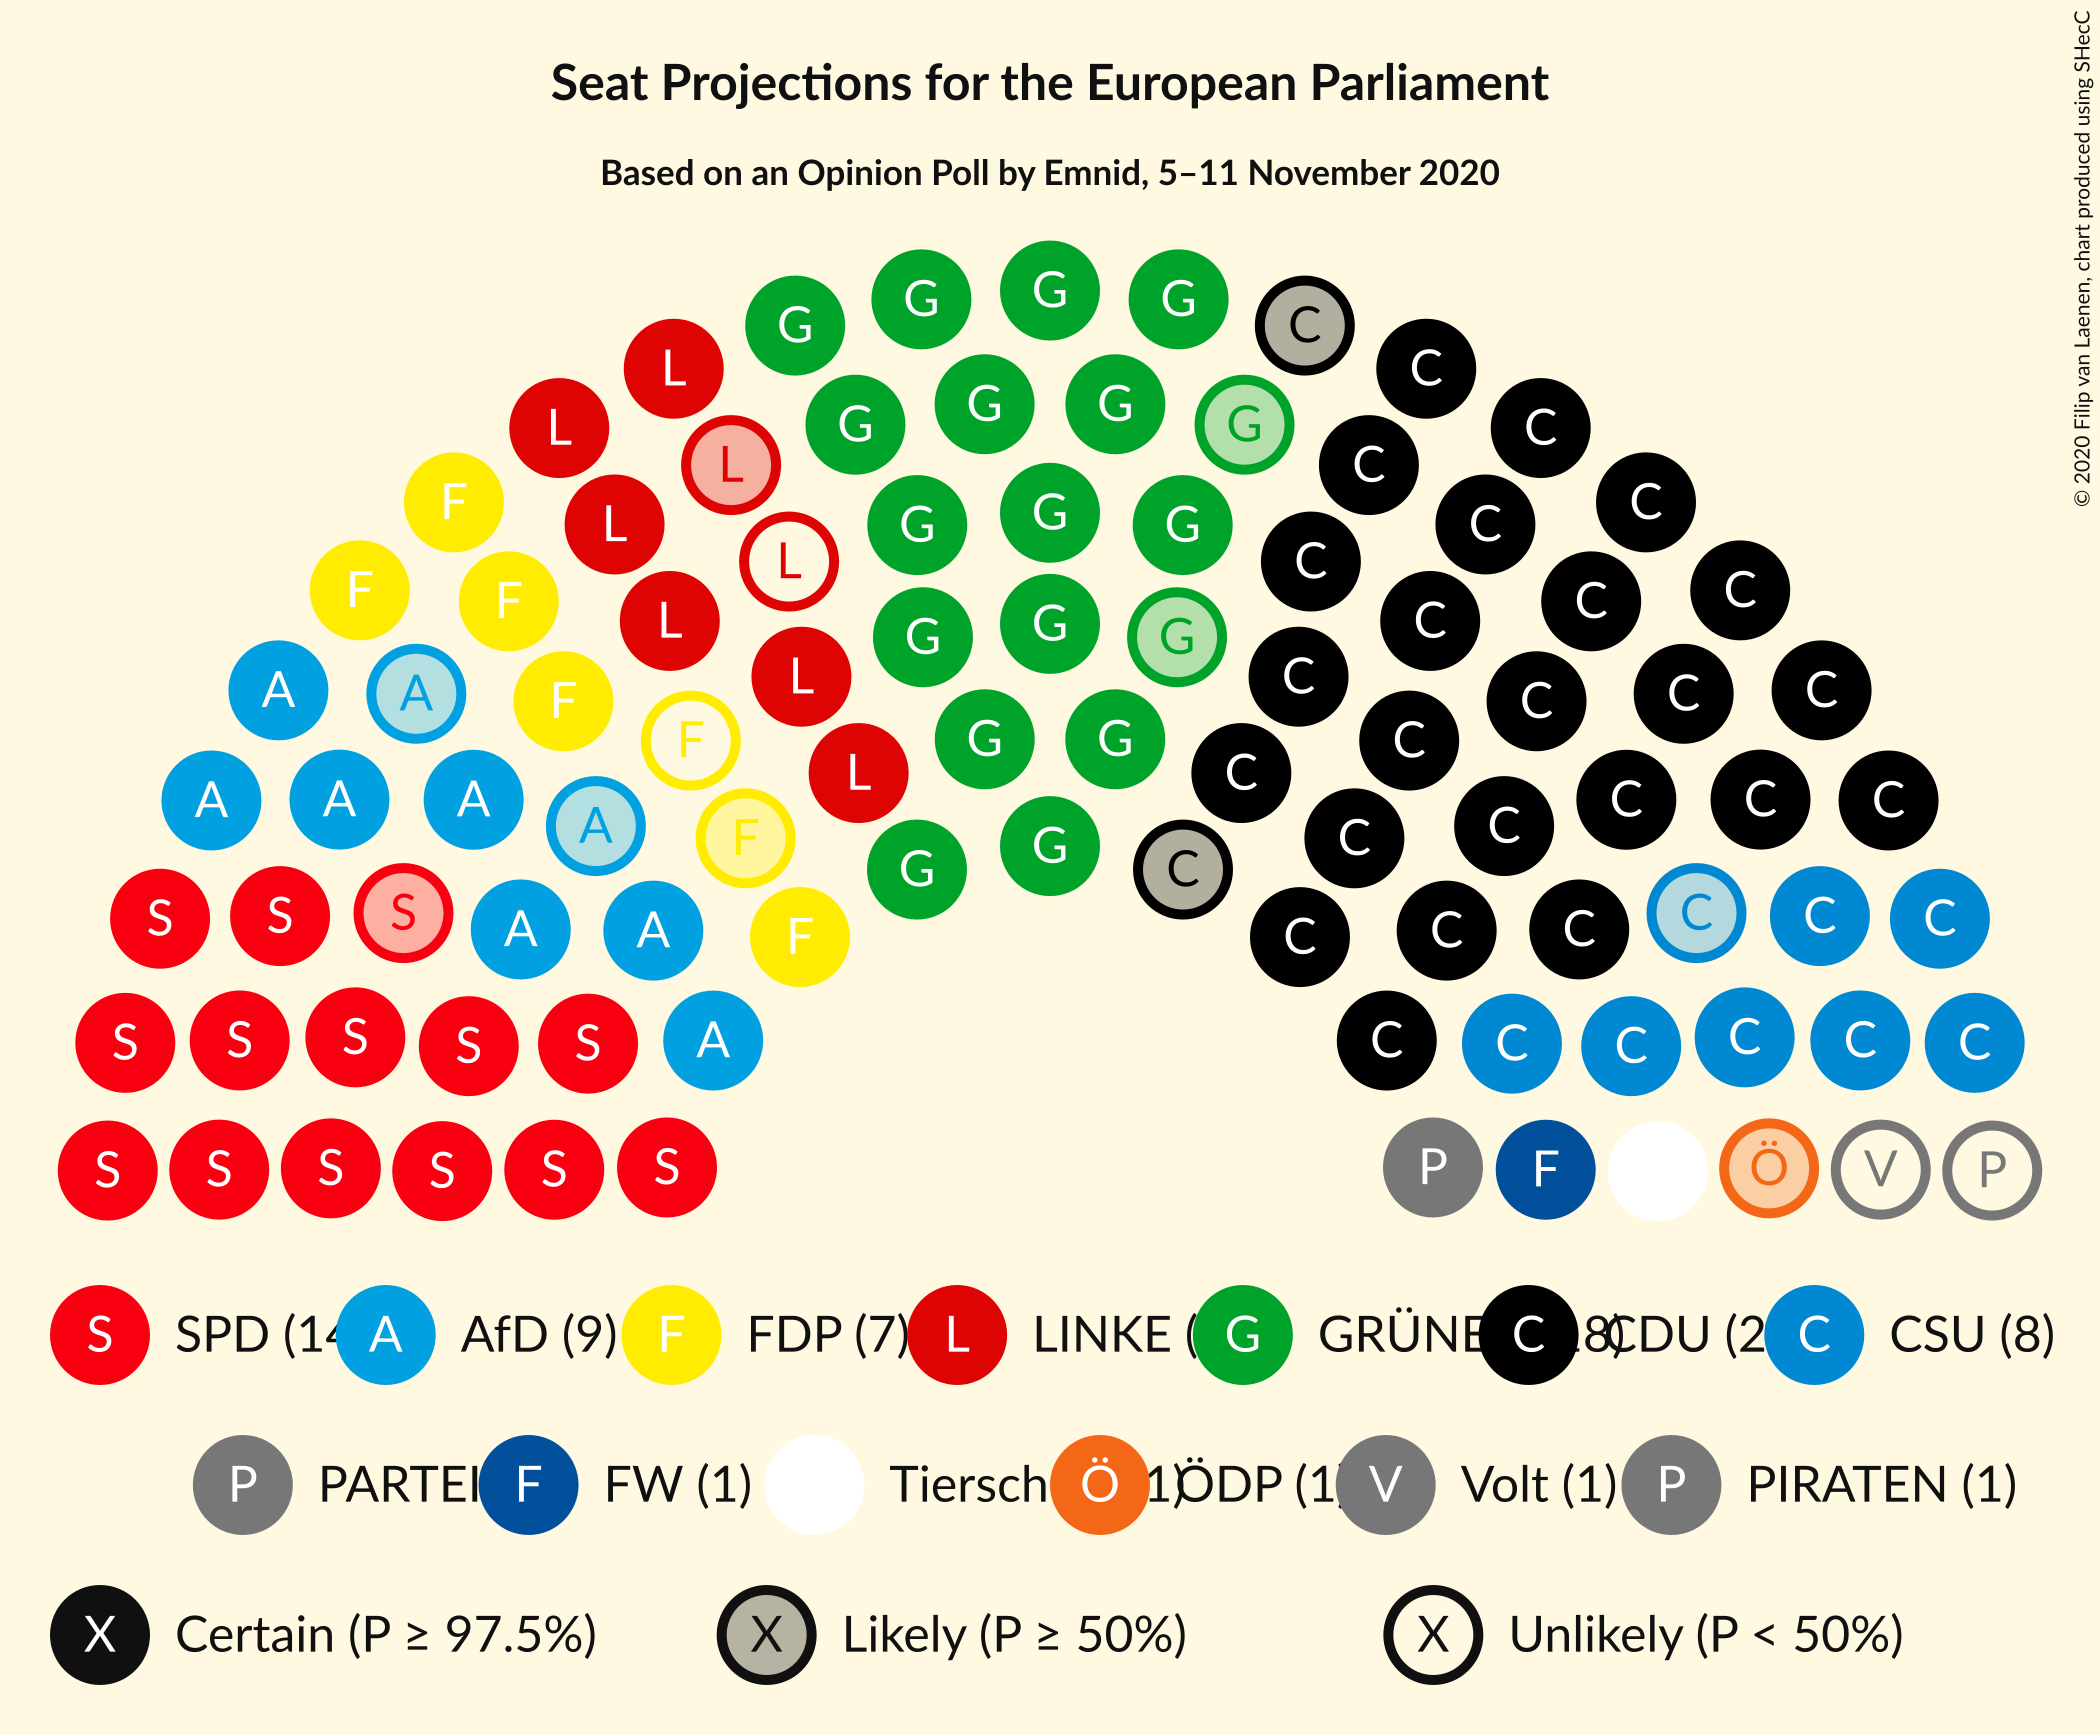 Seat Projections for the European Parliament
Based on an Opinion Poll by Emnid, 5–11 November 2020
© 2020 Filip van Laenen, chart produced using SHecC
G G G G C
L G G G G C
L L G G G C C C
F L L G G G C C C
F F L G G G C C C C
A A F F L G G C C C C C
A A A A F L G G C C C C C C C
S S S A A F C C C C C C
S S S S S A C C C C C C
S S S S S S P F Ö V P
S SPD (14 A AfD (9) F FDP (7) L LINKE ( G GRÜNE C 8) CDU (2 C CSU (8)
P PARTEI F FW (1) Tiersch Ö 1) ÖDP (1) V Volt (1) P PIRATEN (1)
X Certain (P ≥ 97.5%) X Likely (P ≥ 50%) X Unlikely (P < 50%)